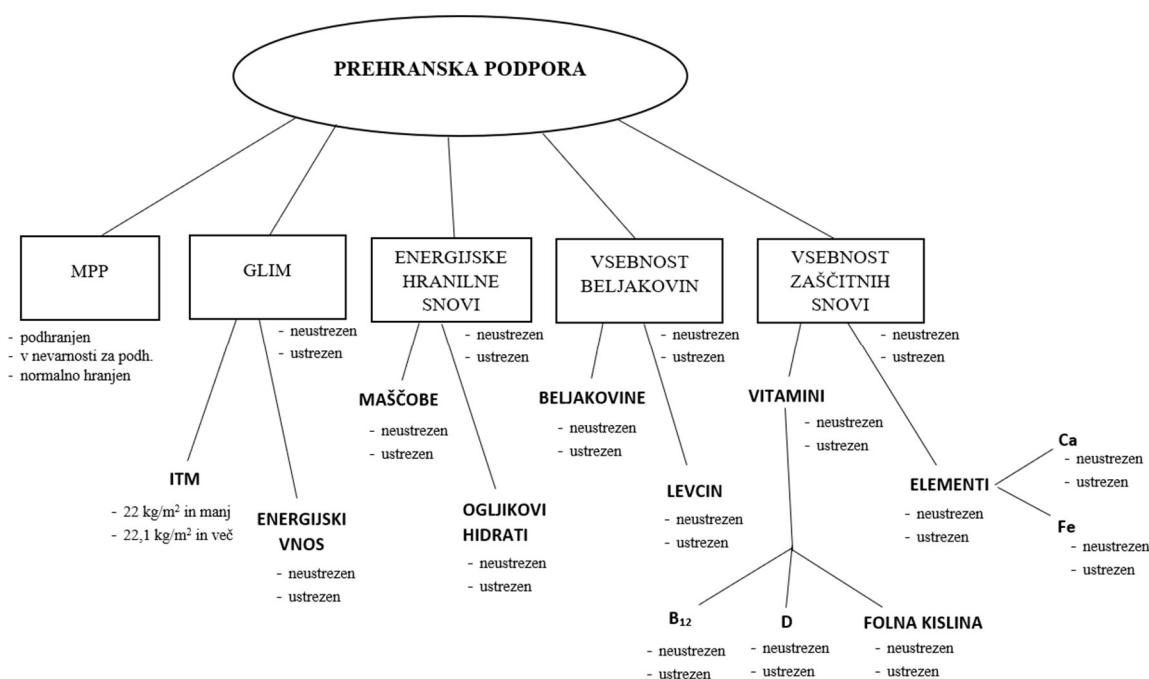 PREHRANSKA PODPORA
MPP
- podhranjen
- v nevarnosti za podh.
- normalno hranjen
GLIM
- neustrezen
- ustrezen
ITM
- 22 kg/m² in manj
- 22,1 kg/m² in več
ENERGIJSKI
VNOS
- neustrezen
- ustrezen
ENERGIJSKE
HRANILNE
SNOVI
- neustrezen
- ustrezen
MAŠČOBE
- neustrezen
- ustrezen
OGLJIKOVI
HIDRATI
- neustrezen
- ustrezen
VSEBNOST
BELJAKOVIN
- neustrezen
- ustrezen
BELJAKOVINE
- neustrezen
- ustrezen
LEVCIN
- neustrezen
- ustrezen
VSEBNOST
ZAŠČITNIH
SNOVI
- neustrezen
- ustrezen
VITAMINI
- neustrezen
- ustrezen
B₁₂
- neustrezen
- ustrezen
D
- neustrezen
- ustrezen
FOLNA KISLINA
- neustrezen
- ustrezen
ELEMENTI
- neustrezen
- ustrezen
Ca
- neustrezen
- ustrezen
Fe
- neustrezen
- ustrezen